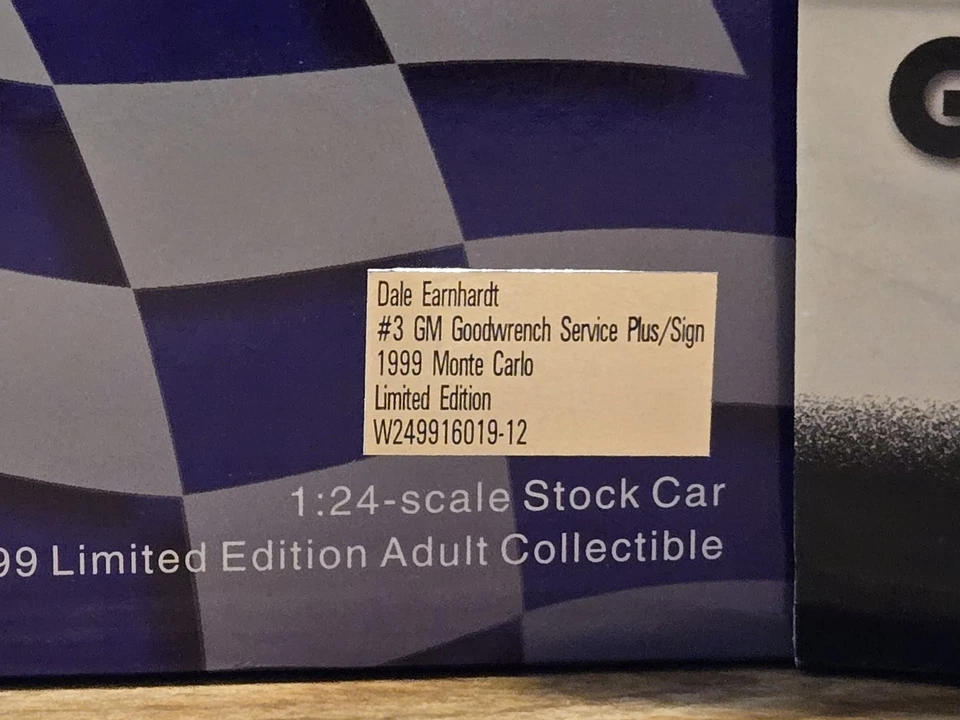 Dale Earnhardt
#3 GM Goodwrench Service Plus/Sign
1999 Monte Carlo
Limited Edition
W249916019-12
1:24-scale Stock Car
99 Limited Edition Adult Collectible